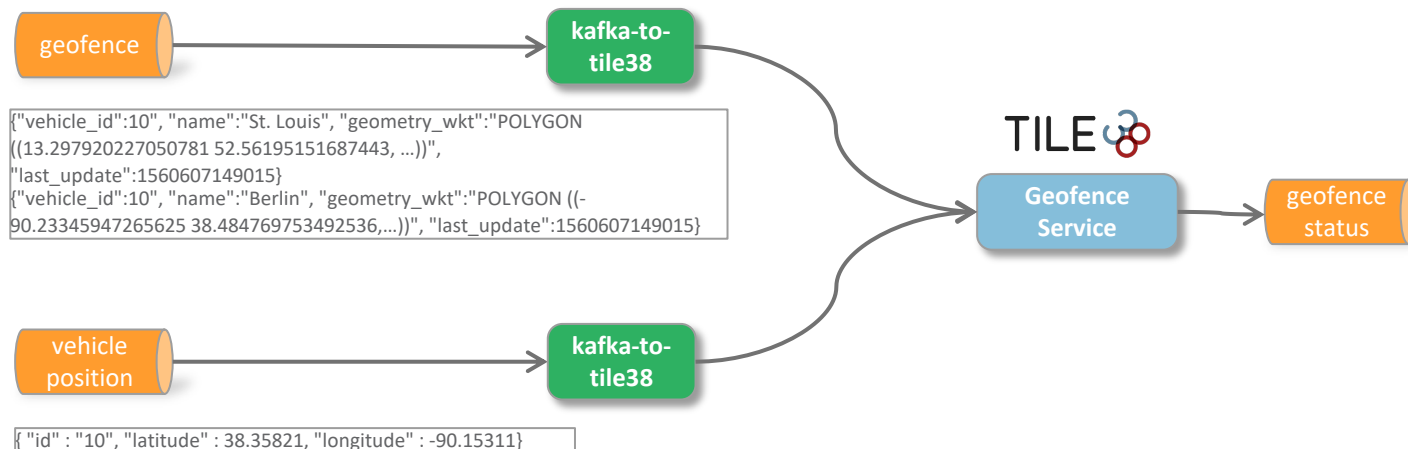 geofence
kafka-to-
tile38
{"vehicle_id":10", "name":"St. Louis", "geometry_wkt":"POLYGON
((13.297920227050781 52.56195151687443, ...))",
"last_update":1560607149015}
{"vehicle_id":10", "name":"Berlin", "geometry_wkt":"POLYGON ((-
90.23345947265625 38.484769753492536,...))", "last_update":1560607149015}
TILE38
Geofence
Service
geofence
status
vehicle
position
kafka-to-
tile38
{ "id" : "10", "latitude" : 38.35821, "longitude" : -90.15311}